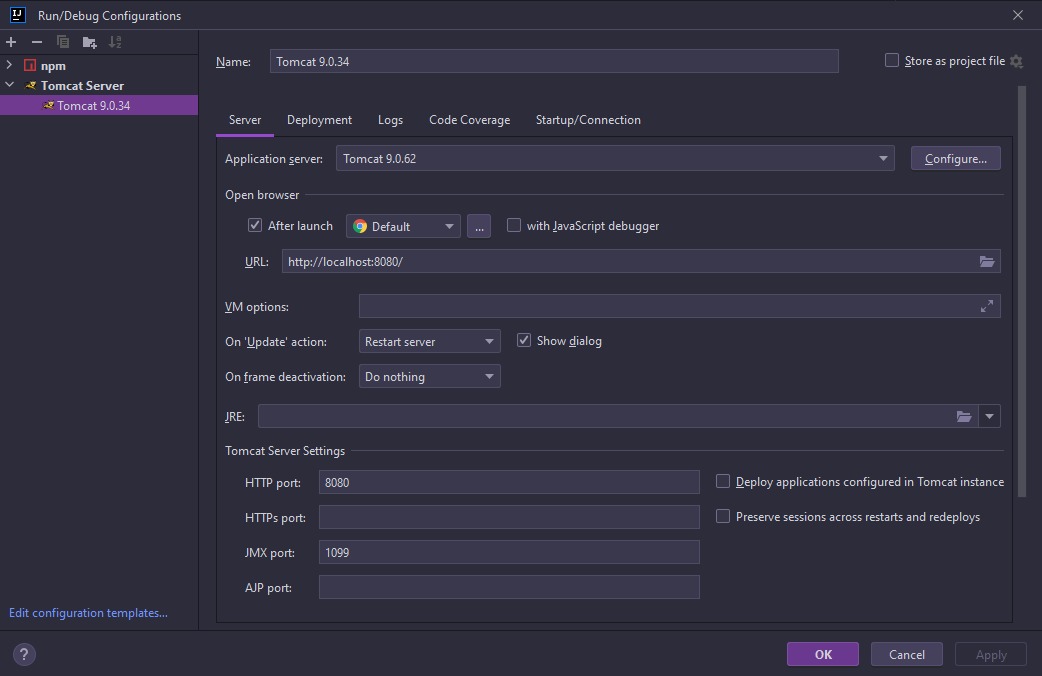 IJ Run/Debug Configurations
npm
Tomcat Server
Tomcat 9.0.34
Edit configuration templates...
Name: Tomcat 9.0.34 Store as project file
Server Deployment Logs Code Coverage Startup/Connection
Application server: Tomcat 9.0.62 Configure...
Open browser
After launch Default ... with JavaScript debugger
URL: http://localhost:8080/
VM options:
On 'Update' action: Restart server Show dialog
On frame deactivation: Do nothing
JRE:
Tomcat Server Settings
HTTP port: 8080 Deploy applications configured in Tomcat instance
HTTPs port: Preserve sessions across restarts and redeploys
JMX port: 1099
AJP port:
? OK Cancel Apply